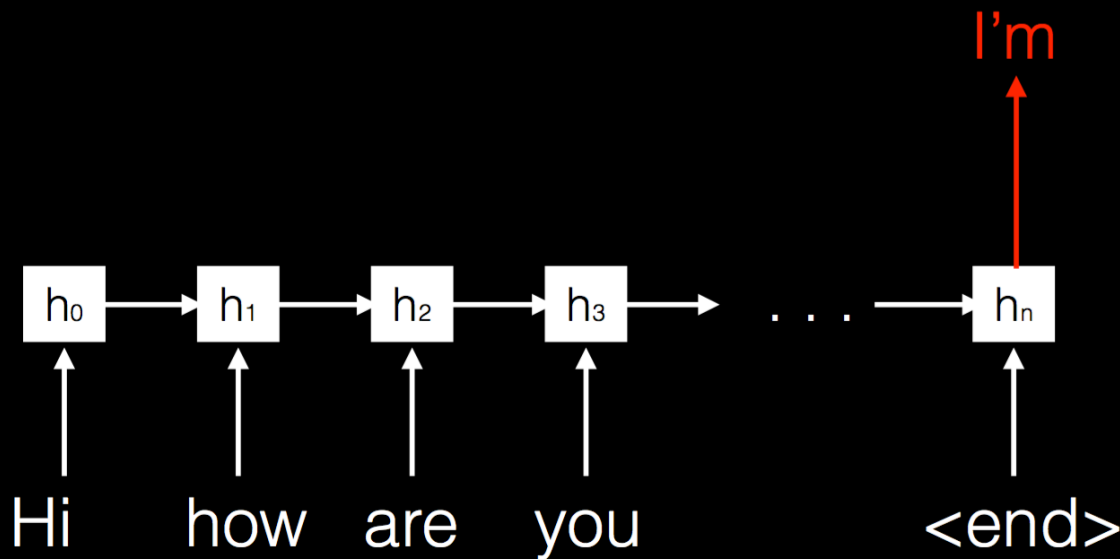 I'm
h₀ h₁ h₂ h₃ . . . hₙ
Hi how are you <end>